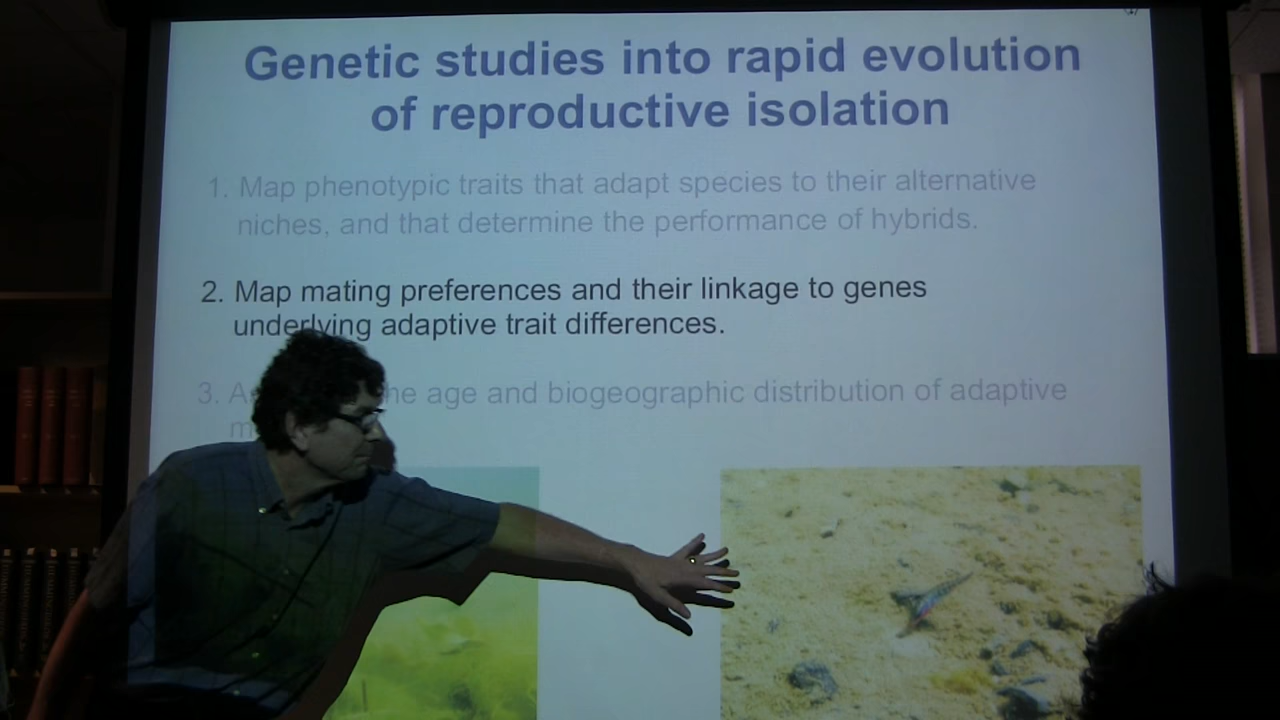 Genetic studies into rapid evolution
of reproductive isolation
1. Map phenotypic traits that adapt species to their alternative
niches, and that determine the performance of hybrids.
2. Map mating preferences and their linkage to genes
underlying adaptive trait differences.
3. age and biogeographic distribution of adaptive